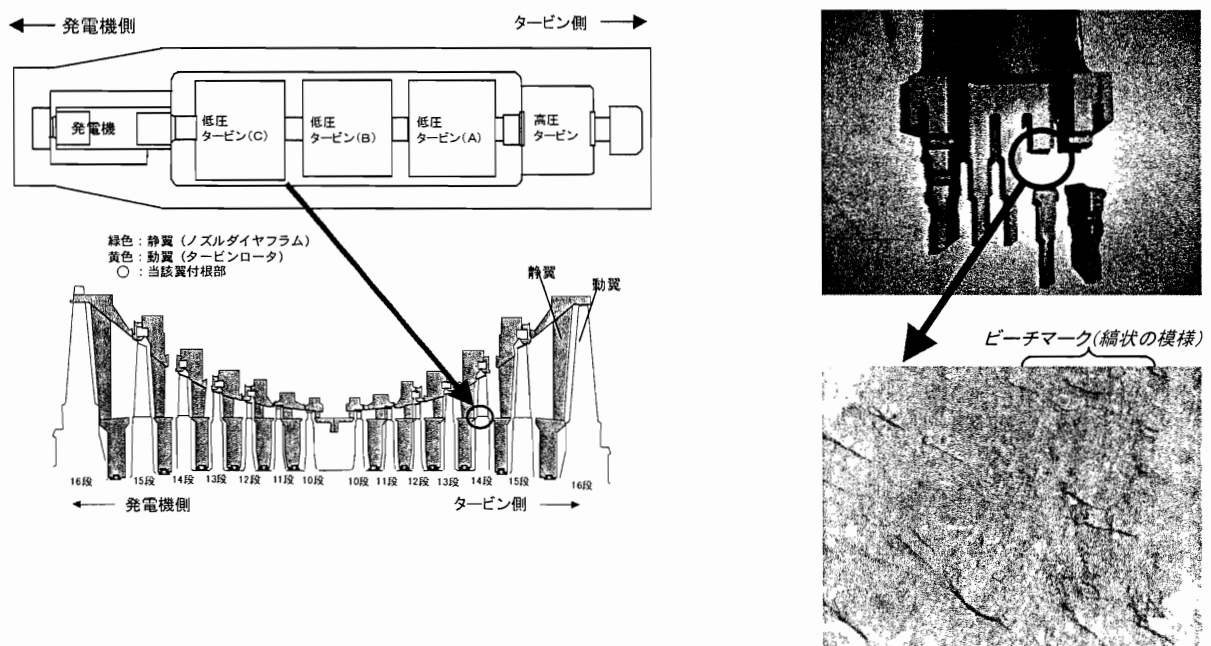 発電機側
タービン側
発電機
低圧
タービン(C)
低圧
タービン(B)
低圧
タービン(A)
高圧
タービン
緑色:静翼(ノズルダイヤフラム)
黄色:動翼(タービンロータ)
○:当該翼付根部
静翼
動翼
16段 15段 14段 13段 12段 11段 10段 10段 11段 12段 13段 14段 15段 16段
発電機側
タービン側
ビーチマーク(縞状の模様)